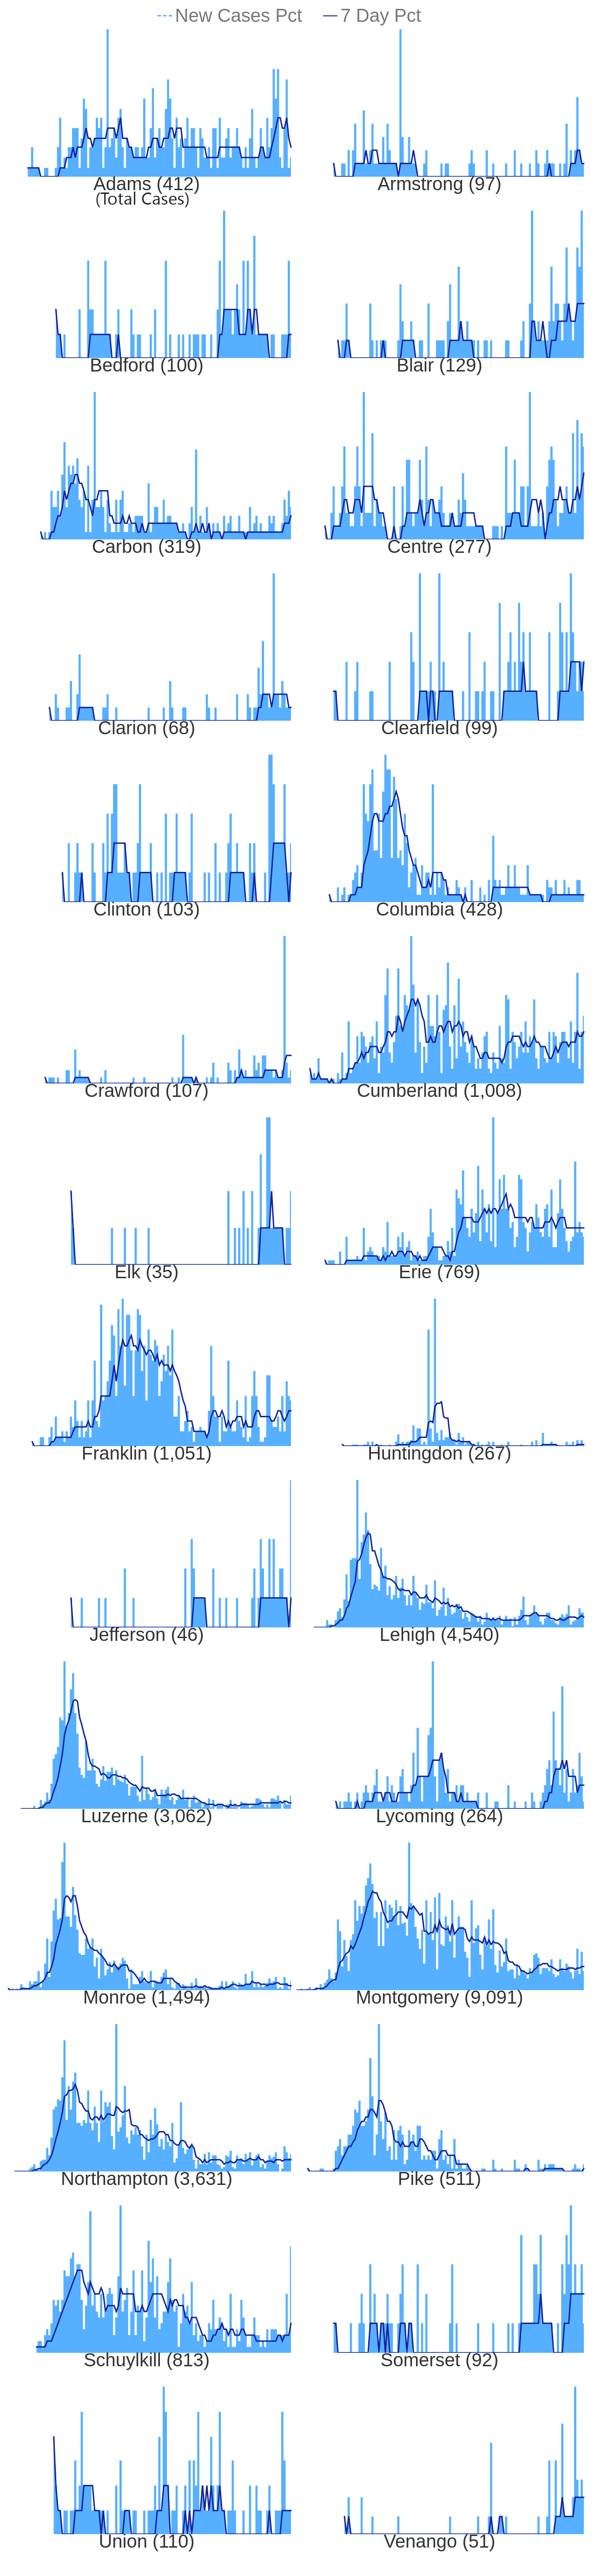 New Cases Pct 7 Day Pct
Adams (412) Armstrong (97)
(Total Cases)
Bedford (100) Blair (129)
Carbon (319) Centre (277)
Clarion (68) Clearfield (99)
Clinton (103) Columbia (428)
Crawford (107) Cumberland (1,008)
Elk (35) Erie (769)
Franklin (1,051) Huntingdon (267)
Jefferson (46) Lehigh (4,540)
Luzerne (3,062) Lycoming (264)
Monroe (1,494) Montgomery (9,091)
Northampton (3,631) Pike (511)
Schuylkill (813) Somerset (92)
Union (110) Venango (51)